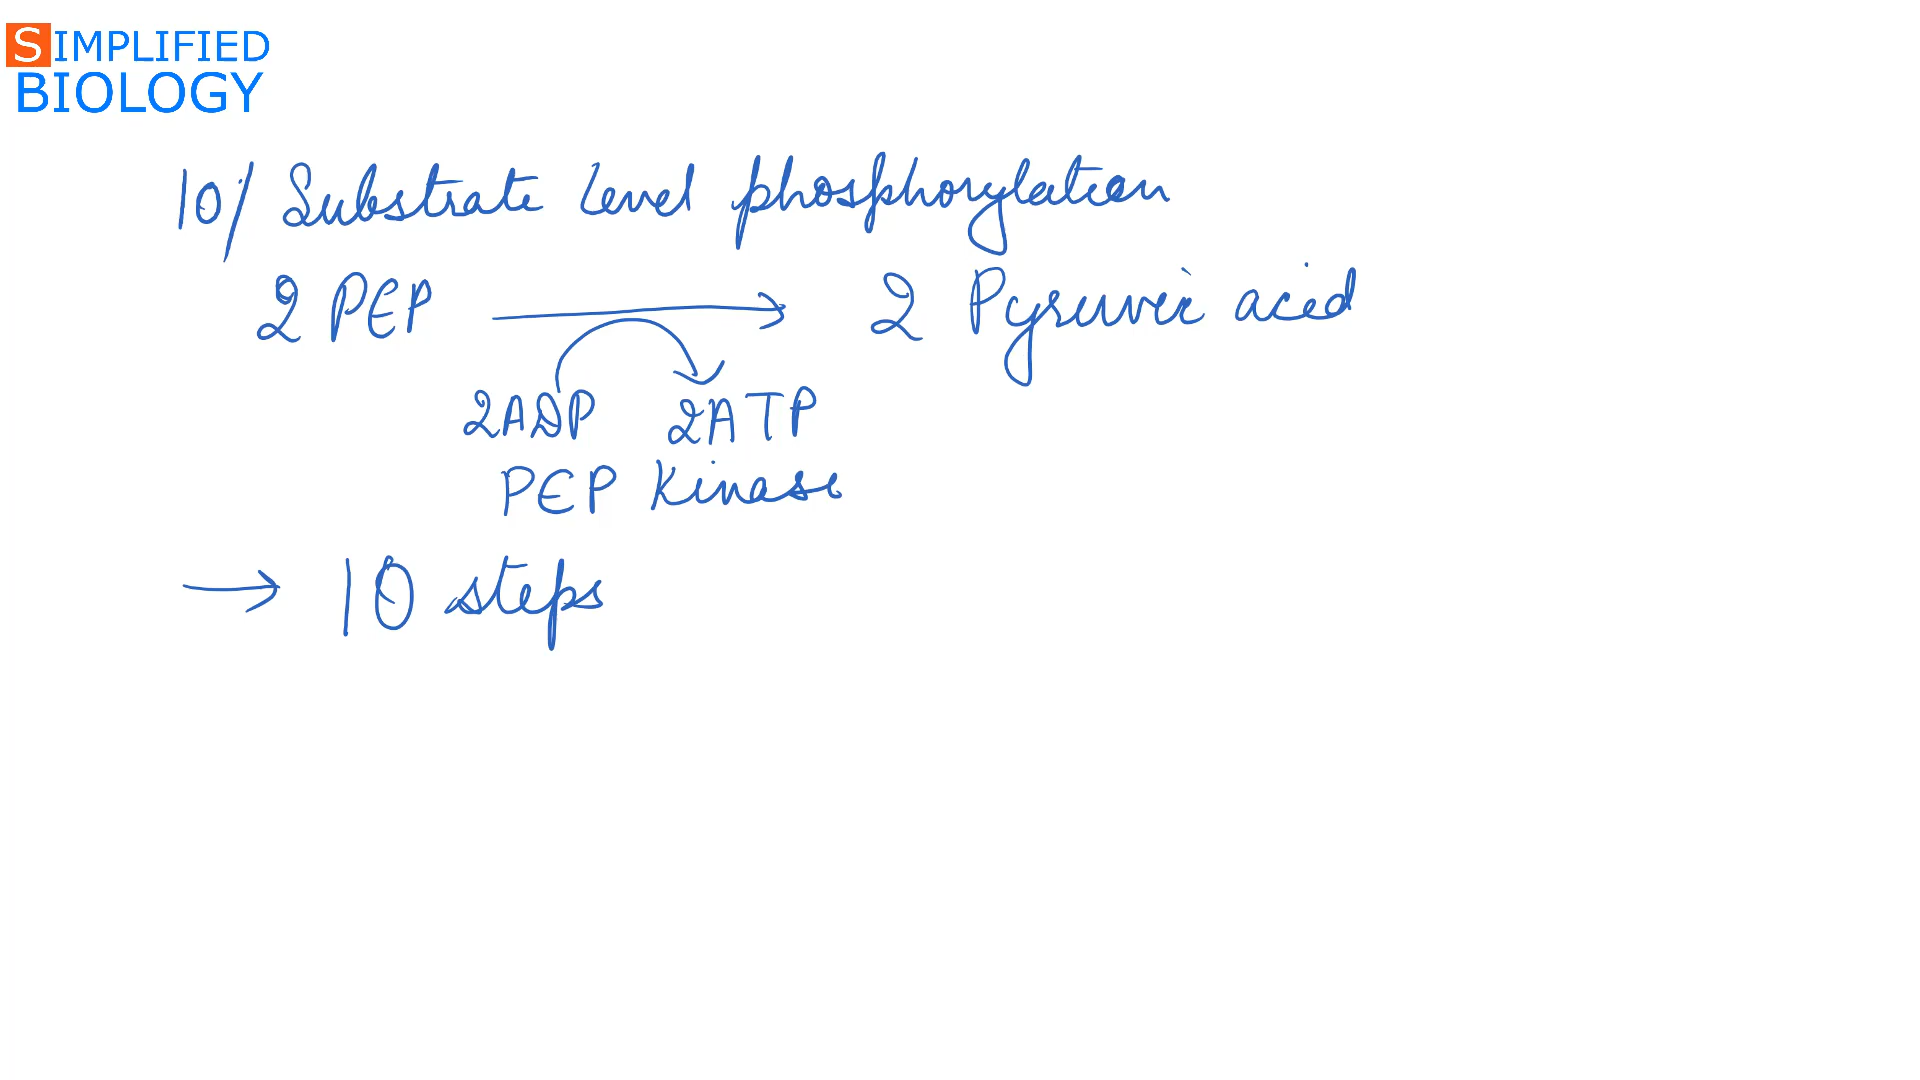 SIMPLIFIED
BIOLOGY
10/ Substrate level phosphorylation
2 PEP → 2 Pyruvic acid
2ADP 2ATP
PEP Kinase
→ 10 steps